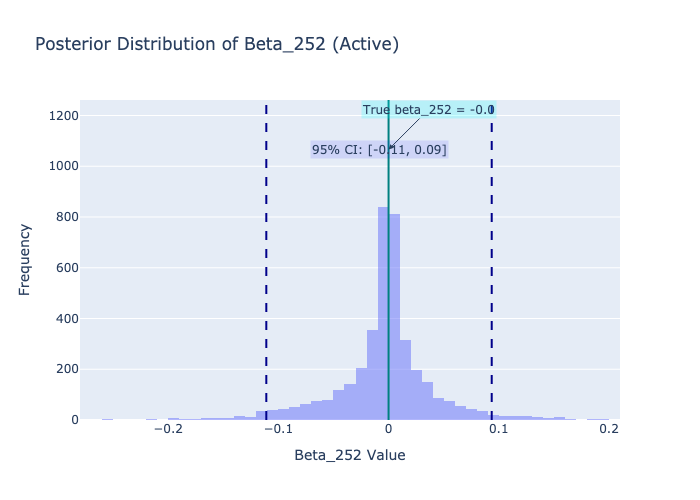 Posterior Distribution of Beta_252 (Active)
True beta_252 = -0.0
95% CI: [-0.11, 0.09]
1200
1000
800
600
400
200
0
Frequency
−0.2
−0.1
0
0.1
0.2
Beta_252 Value